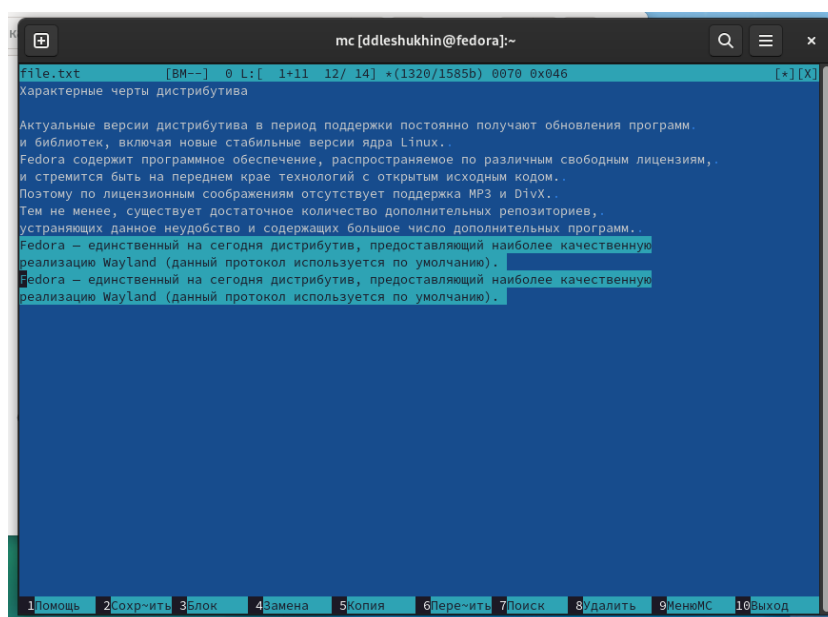 к
mc [ddleshukhin@fedora]:~
file.txt [BM--] 0 L:[ 1+11 12/ 14] *(1320/1585b) 0070 0x046 [*][X]
Характерные черты дистрибутива
Актуальные версии дистрибутива в период поддержки постоянно получают обновления программ.
и библиотек, включая новые стабильные версии ядра Linux..
Fedora содержит программное обеспечение, распространяемое по различным свободным лицензиям,.
и стремится быть на переднем крае технологий с открытым исходным кодом..
Поэтому по лицензионным соображениям отсутствует поддержка MP3 и DivX..
Тем не менее, существует достаточное количество дополнительных репозиториев,.
устраняющих данное неудобство и содержащих большое число дополнительных программ..
Fedora — единственный на сегодня дистрибутив, предоставляющий наиболее качественную
реализацию Wayland (данный протокол используется по умолчанию).
Fedora — единственный на сегодня дистрибутив, предоставляющий наиболее качественную
реализацию Wayland (данный протокол используется по умолчанию).
1Помощь 2Сохр~ить 3Блок 4Замена 5Копия 6Пере~ить 7Поиск 8Удалить 9МенюМС 10Выход